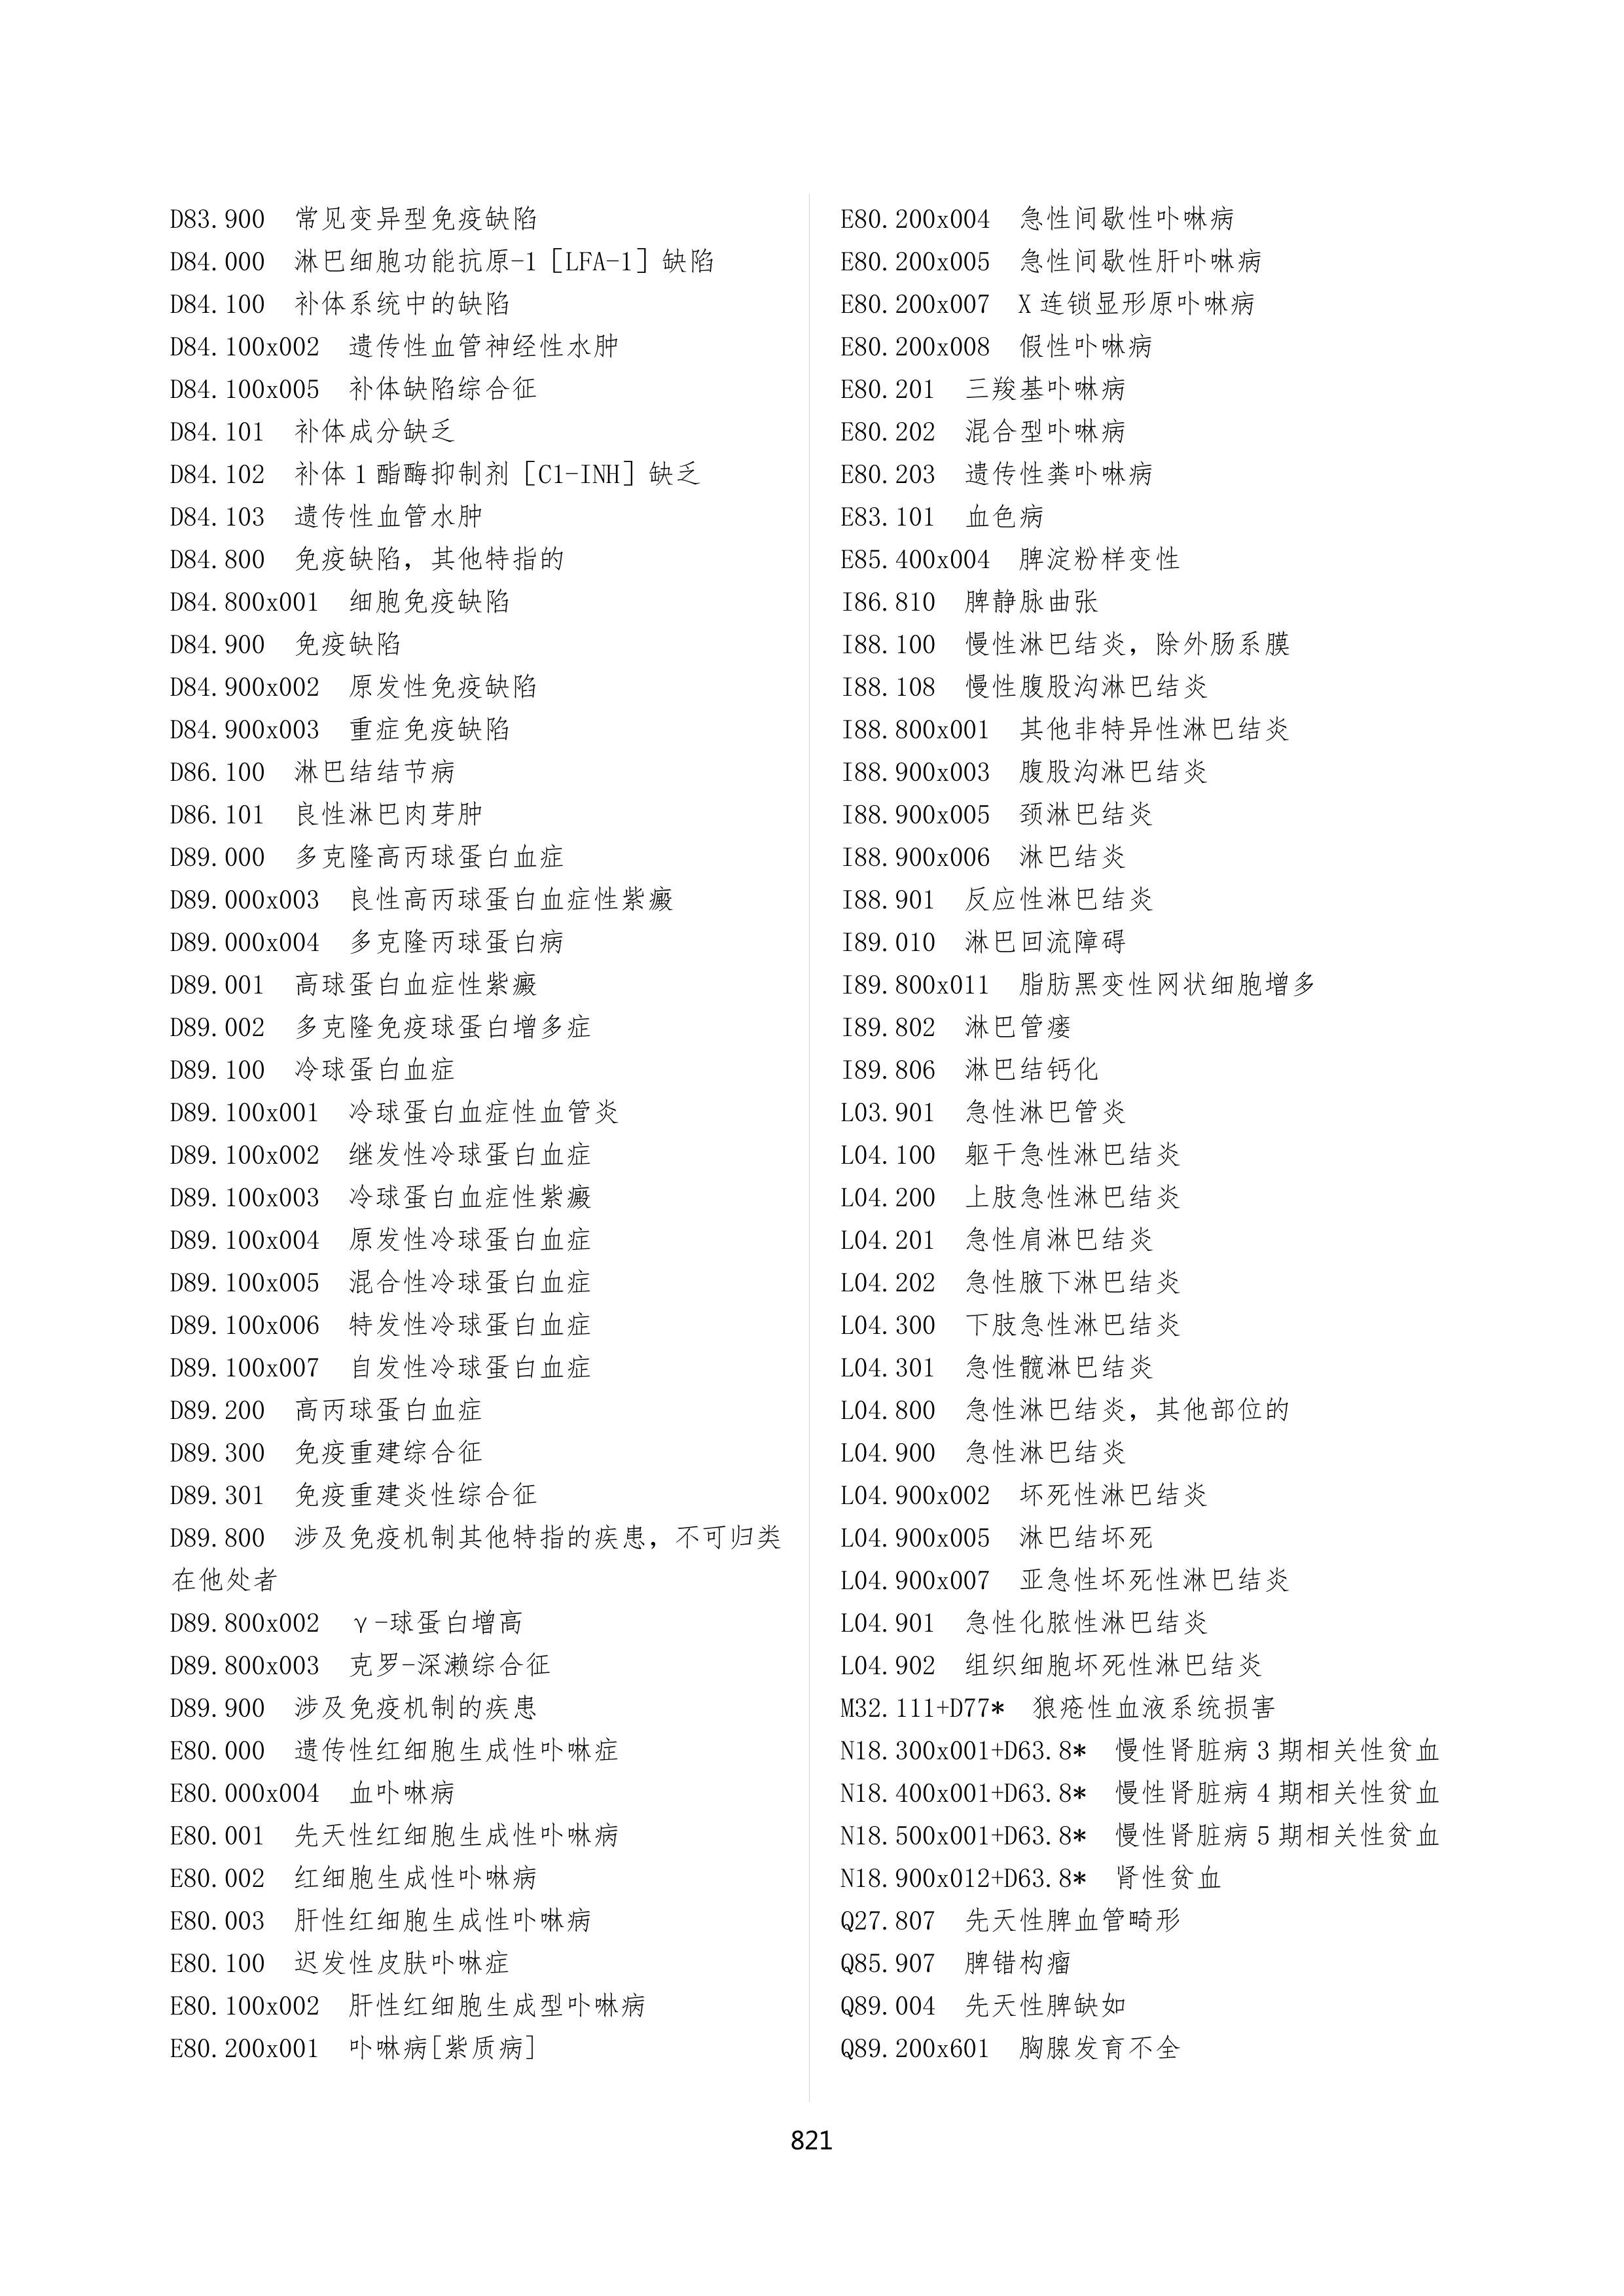 D83.900 常见变异型免疫缺陷
D84.000 淋巴细胞功能抗原-1［LFA-1］缺陷
D84.100 补体系统中的缺陷
D84.100x002 遗传性血管神经性水肿
D84.100x005 补体缺陷综合征
D84.101 补体成分缺乏
D84.102 补体1酯酶抑制剂［C1-INH］缺乏
D84.103 遗传性血管水肿
D84.800 免疫缺陷，其他特指的
D84.800x001 细胞免疫缺陷
D84.900 免疫缺陷
D84.900x002 原发性免疫缺陷
D84.900x003 重症免疫缺陷
D86.100 淋巴结结节病
D86.101 良性淋巴肉芽肿
D89.000 多克隆高丙球蛋白血症
D89.000x003 良性高丙球蛋白血症性紫癜
D89.000x004 多克隆丙球蛋白病
D89.001 高球蛋白血症性紫癜
D89.002 多克隆免疫球蛋白增多症
D89.100 冷球蛋白血症
D89.100x001 冷球蛋白血症性血管炎
D89.100x002 继发性冷球蛋白血症
D89.100x003 冷球蛋白血症性紫癜
D89.100x004 原发性冷球蛋白血症
D89.100x005 混合性冷球蛋白血症
D89.100x006 特发性冷球蛋白血症
D89.100x007 自发性冷球蛋白血症
D89.200 高丙球蛋白血症
D89.300 免疫重建综合征
D89.301 免疫重建炎性综合征
D89.800 涉及免疫机制其他特指的疾患，不可归类
在他处者
D89.800x002 γ-球蛋白增高
D89.800x003 克罗-深濑综合征
D89.900 涉及免疫机制的疾患
E80.000 遗传性红细胞生成性卟啉症
E80.000x004 血卟啉病
E80.001 先天性红细胞生成性卟啉病
E80.002 红细胞生成性卟啉病
E80.003 肝性红细胞生成性卟啉病
E80.100 迟发性皮肤卟啉症
E80.100x002 肝性红细胞生成型卟啉病
E80.200x001 卟啉病[紫质病]
E80.200x004 急性间歇性卟啉病
E80.200x005 急性间歇性肝卟啉病
E80.200x007 X连锁显形原卟啉病
E80.200x008 假性卟啉病
E80.201 三羧基卟啉病
E80.202 混合型卟啉病
E80.203 遗传性粪卟啉病
E83.101 血色病
E85.400x004 脾淀粉样变性
I86.810 脾静脉曲张
I88.100 慢性淋巴结炎，除外肠系膜
I88.108 慢性腹股沟淋巴结炎
I88.800x001 其他非特异性淋巴结炎
I88.900x003 腹股沟淋巴结炎
I88.900x005 颈淋巴结炎
I88.900x006 淋巴结炎
I88.901 反应性淋巴结炎
I89.010 淋巴回流障碍
I89.800x011 脂肪黑变性网状细胞增多
I89.802 淋巴管瘘
I89.806 淋巴结钙化
L03.901 急性淋巴管炎
L04.100 躯干急性淋巴结炎
L04.200 上肢急性淋巴结炎
L04.201 急性肩淋巴结炎
L04.202 急性腋下淋巴结炎
L04.300 下肢急性淋巴结炎
L04.301 急性髋淋巴结炎
L04.800 急性淋巴结炎，其他部位的
L04.900 急性淋巴结炎
L04.900x002 坏死性淋巴结炎
L04.900x005 淋巴结坏死
L04.900x007 亚急性坏死性淋巴结炎
L04.901 急性化脓性淋巴结炎
L04.902 组织细胞坏死性淋巴结炎
M32.111+D77* 狼疮性血液系统损害
N18.300x001+D63.8* 慢性肾脏病3期相关性贫血
N18.400x001+D63.8* 慢性肾脏病4期相关性贫血
N18.500x001+D63.8* 慢性肾脏病5期相关性贫血
N18.900x012+D63.8* 肾性贫血
Q27.807 先天性脾血管畸形
Q85.907 脾错构瘤
Q89.004 先天性脾缺如
Q89.200x601 胸腺发育不全
821